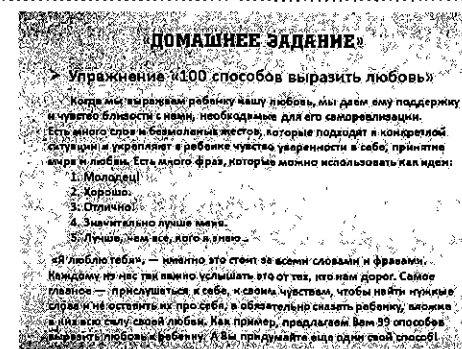 «ДОМАШНЕЕ ЗАДАНИЕ»
➢ Упражнение «100 способов выразить любовь»
Когда мы выражаем ребенку нашу любовь, мы даем ему поддержку
и чувство близости с нами, необходимые для его самореализации.
Есть много слов и безмолвных жестов, которые подходят к конкретной
ситуации и укрепляют в ребенке чувство уверенности в себе, принятие
мира и любви. Есть много фраз, которые можно использовать как идеи:
1. Молодец!
2. Хорошо.
3. Отлично!
4. Значительно лучше меня.
5. Лучше, чем все, кого я знаю...
«Я люблю тебя», — именно это стоит за всеми словами и фразами.
Каждому из нас так важно услышать это от тех, кто нам дорог. Самое
главное — прислушаться к себе, к своим чувствам, чтобы найти нужные
слова и не оставить их про себя, а обязательно сказать ребенку, вложив
в них всю силу своей любви. Как пример, предлагаем Вам 99 способов
выразить любовь к ребенку. А Вы придумайте еще один свой способ!